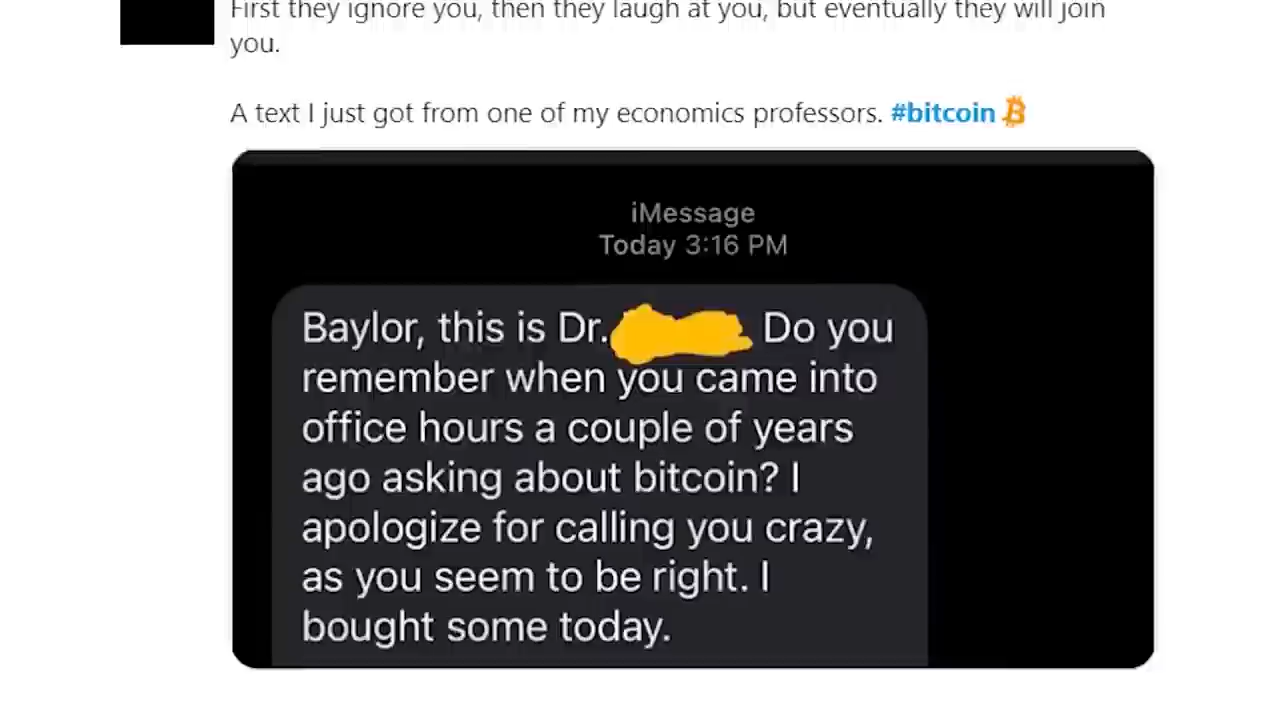 First they ignore you, then they laugh at you, but eventually they will join
you.
A text I just got from one of my economics professors. #bitcoin
iMessage
Today 3:16 PM
Baylor, this is Dr. Do you
remember when you came into
office hours a couple of years
ago asking about bitcoin? I
apologize for calling you crazy,
as you seem to be right. I
bought some today.